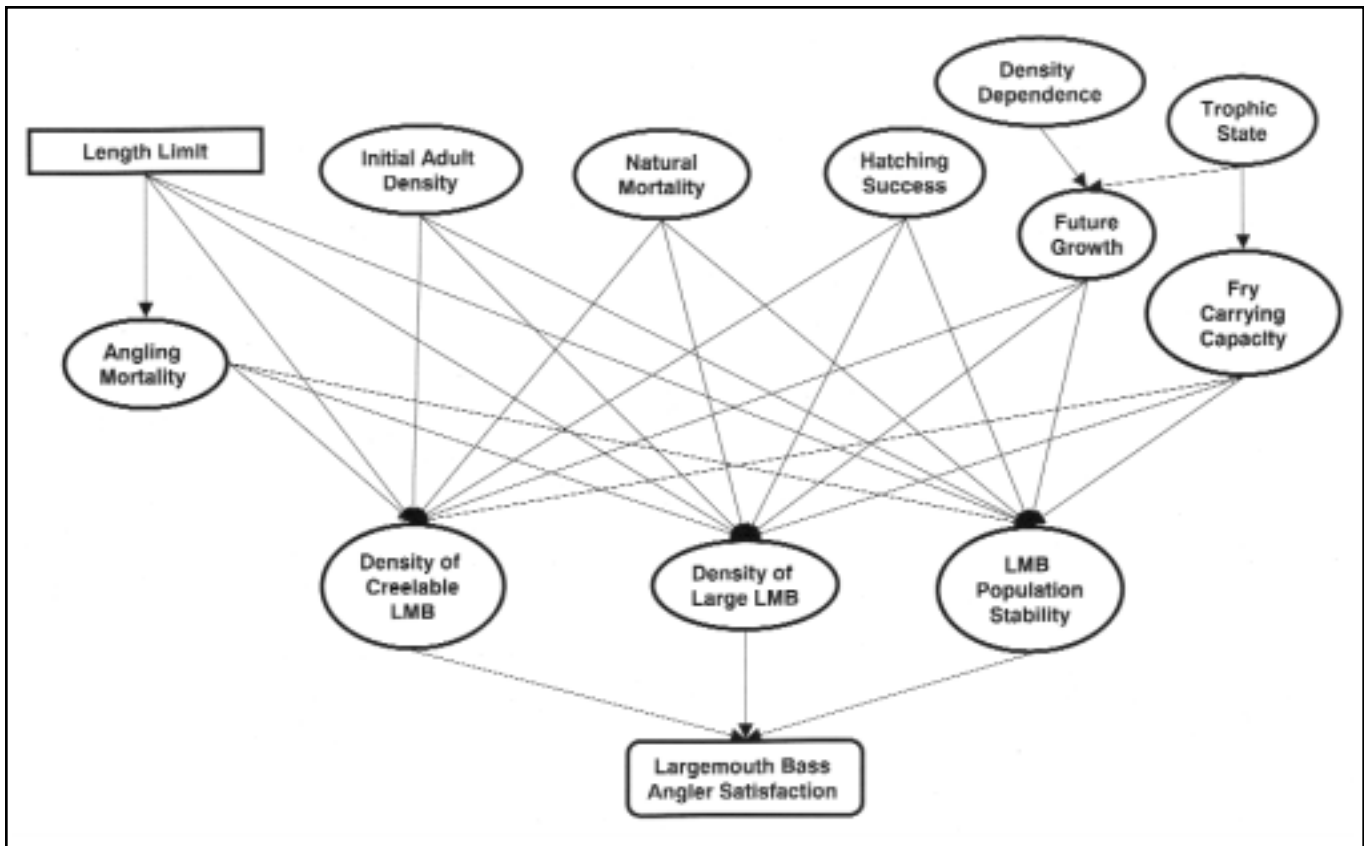 Density
Dependence
Trophic
State
Length Limit
Initial Adult
Density
Natural
Mortality
Hatching
Success
Future
Growth
Fry
Carrying
Capacity
Angling
Mortality
Density of
Creelable
LMB
Density of
Large LMB
LMB
Population
Stability
Largemouth Bass
Angler Satisfaction